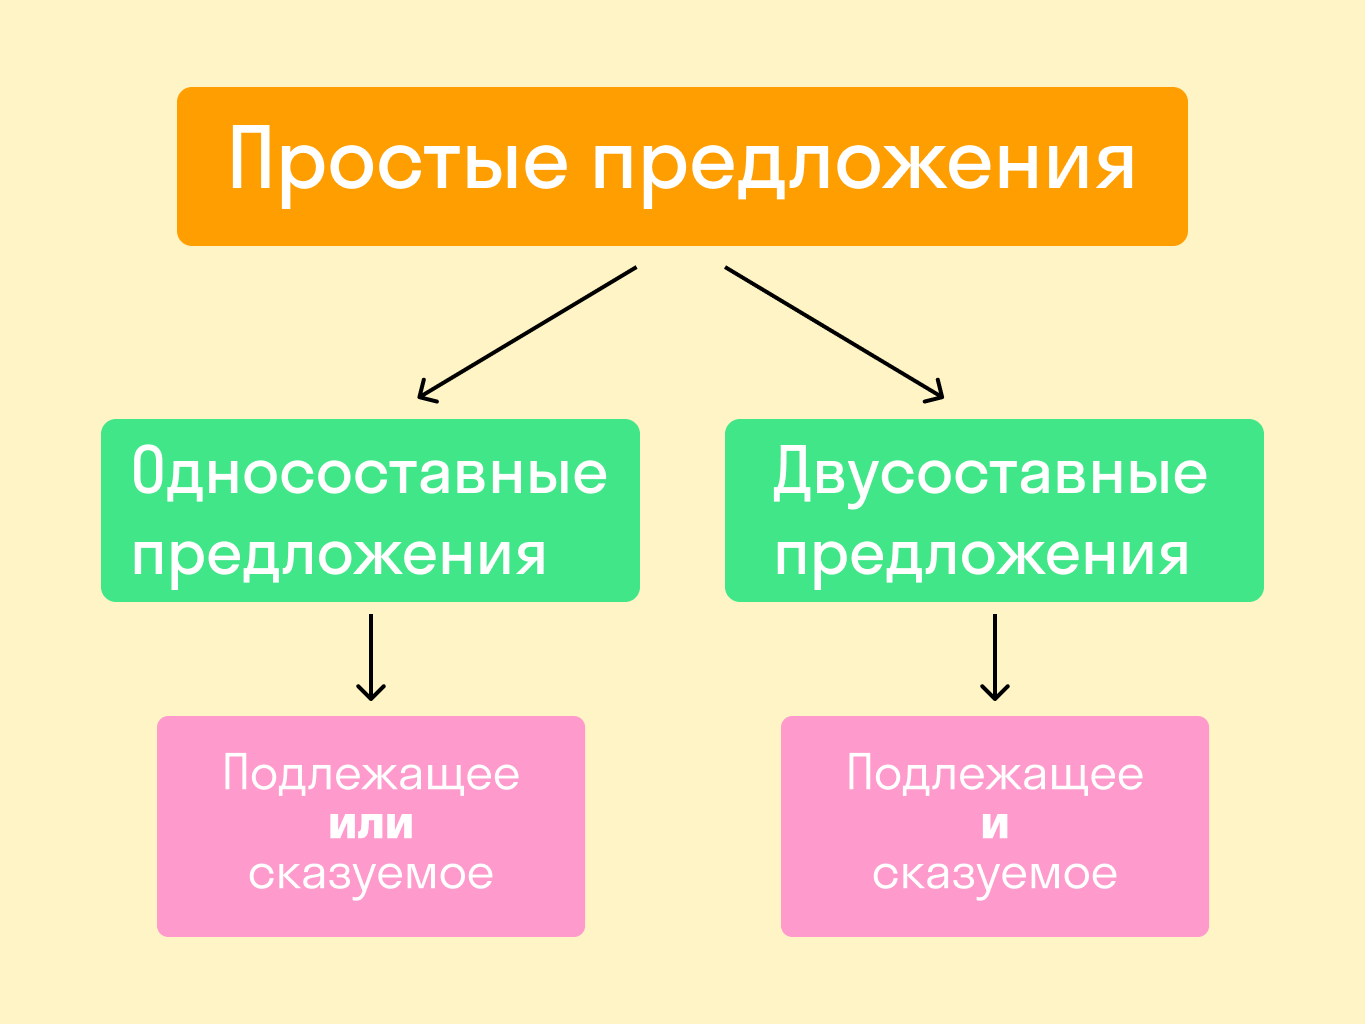 Простые предложения
Односоставные
предложения
Двусоставные
предложения
Подлежащее
или
сказуемое
Подлежащее
и
сказуемое